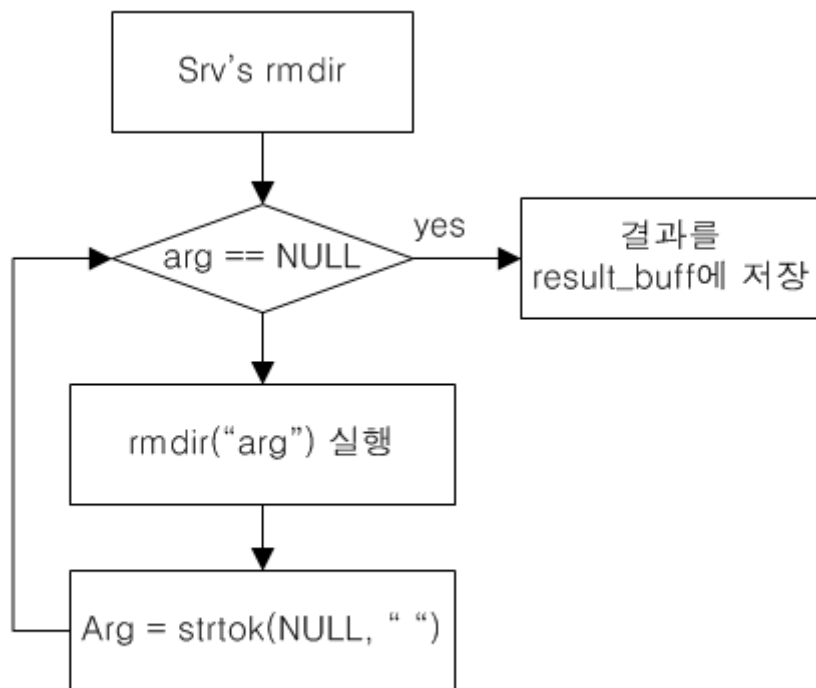 Srv's rmdir
arg == NULL
yes
결과를
result_buff에 저장
rmdir(“arg”) 실행
Arg = strtok(NULL, “ “)